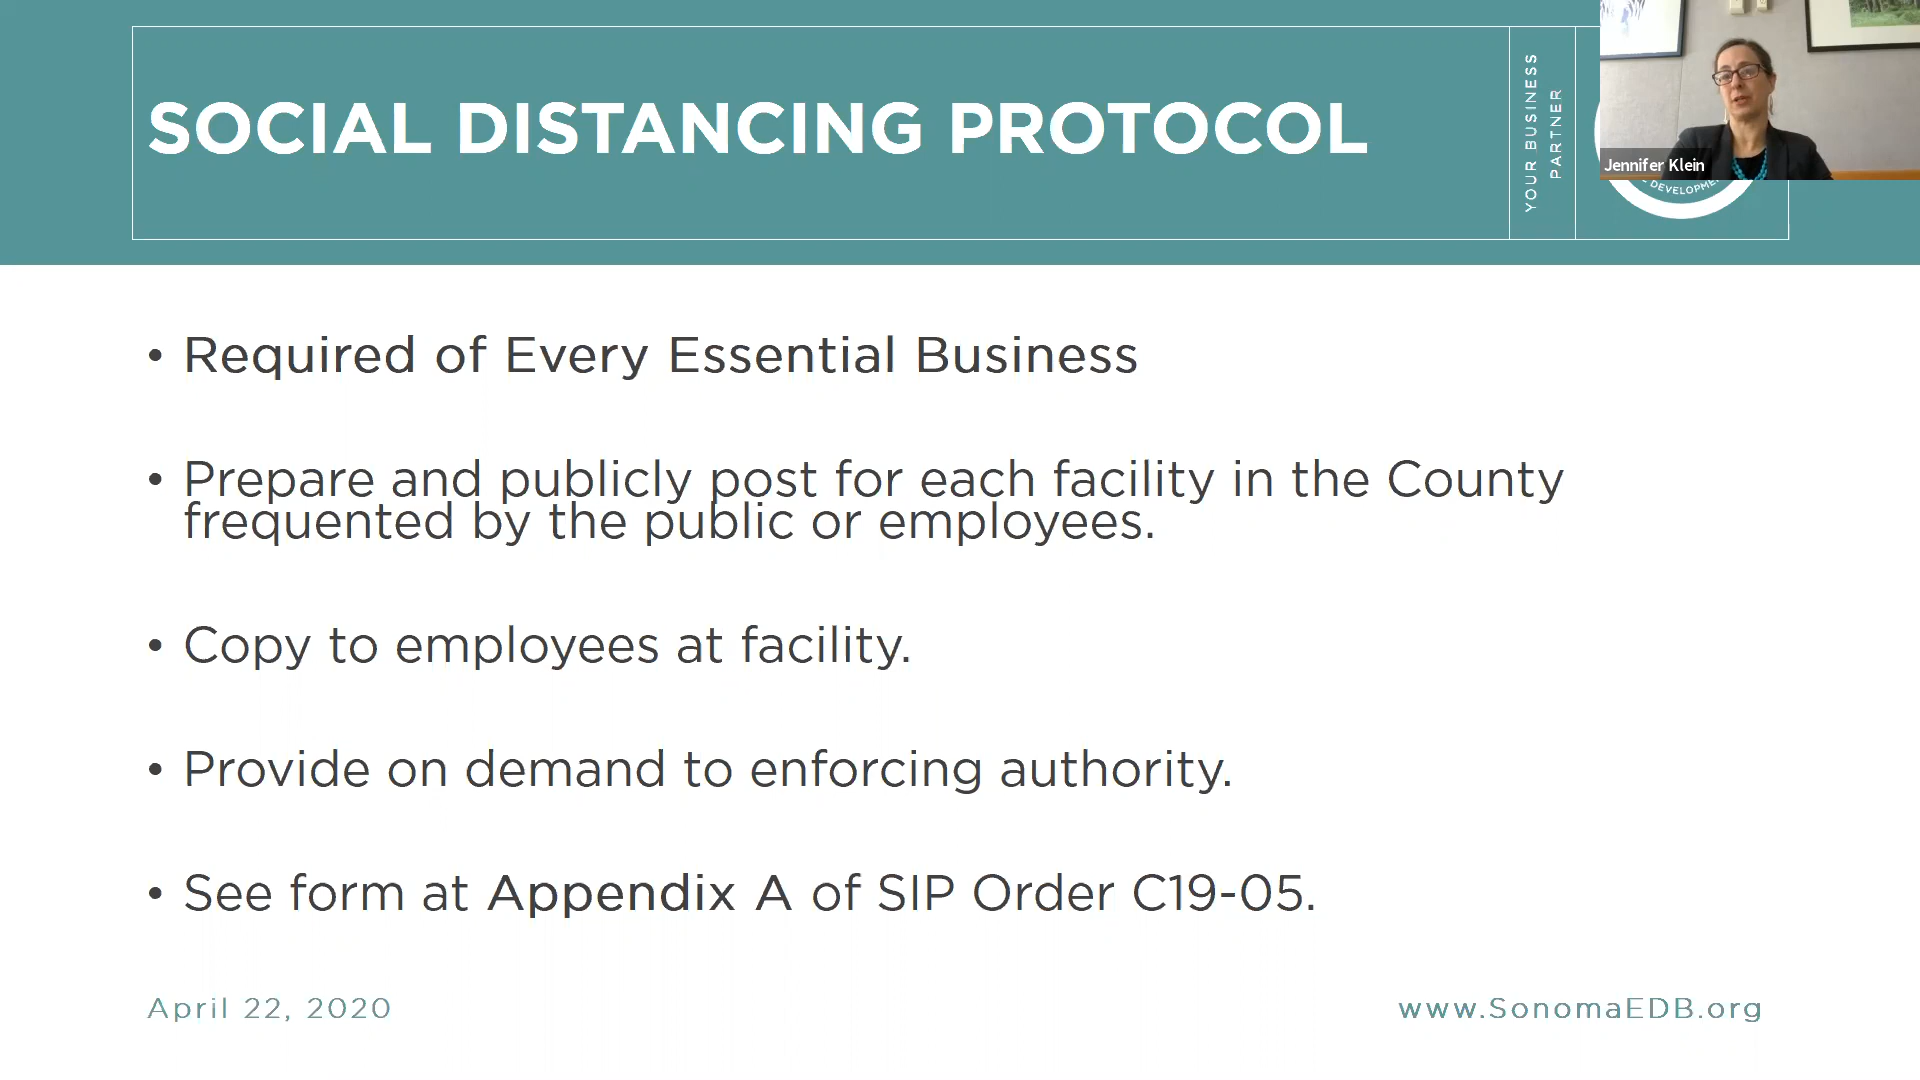 SOCIAL DISTANCING PROTOCOL
YOUR BUSINESS
PARTNER
Jennifer Klein
• Required of Every Essential Business
• Prepare and publicly post for each facility in the County
frequented by the public or employees.
• Copy to employees at facility.
• Provide on demand to enforcing authority.
• See form at Appendix A of SIP Order C19-05.
April 22, 2020
www.SonomaEDB.org